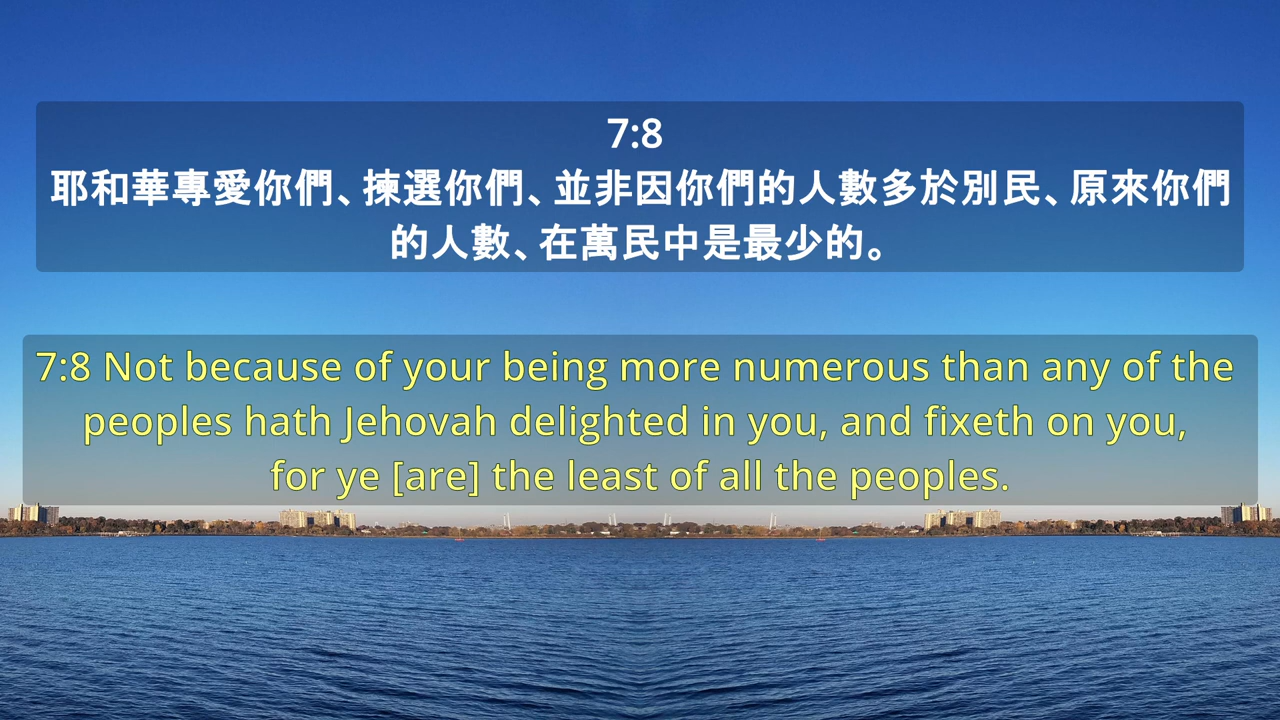 7:8
耶和華專愛你們、揀選你們、並非因你們的人數多於別民、原來你們
的人數、在萬民中是最少的。
7:8 Not because of your being more numerous than any of the
peoples hath Jehovah delighted in you, and fixeth on you,
for ye [are] the least of all the peoples.